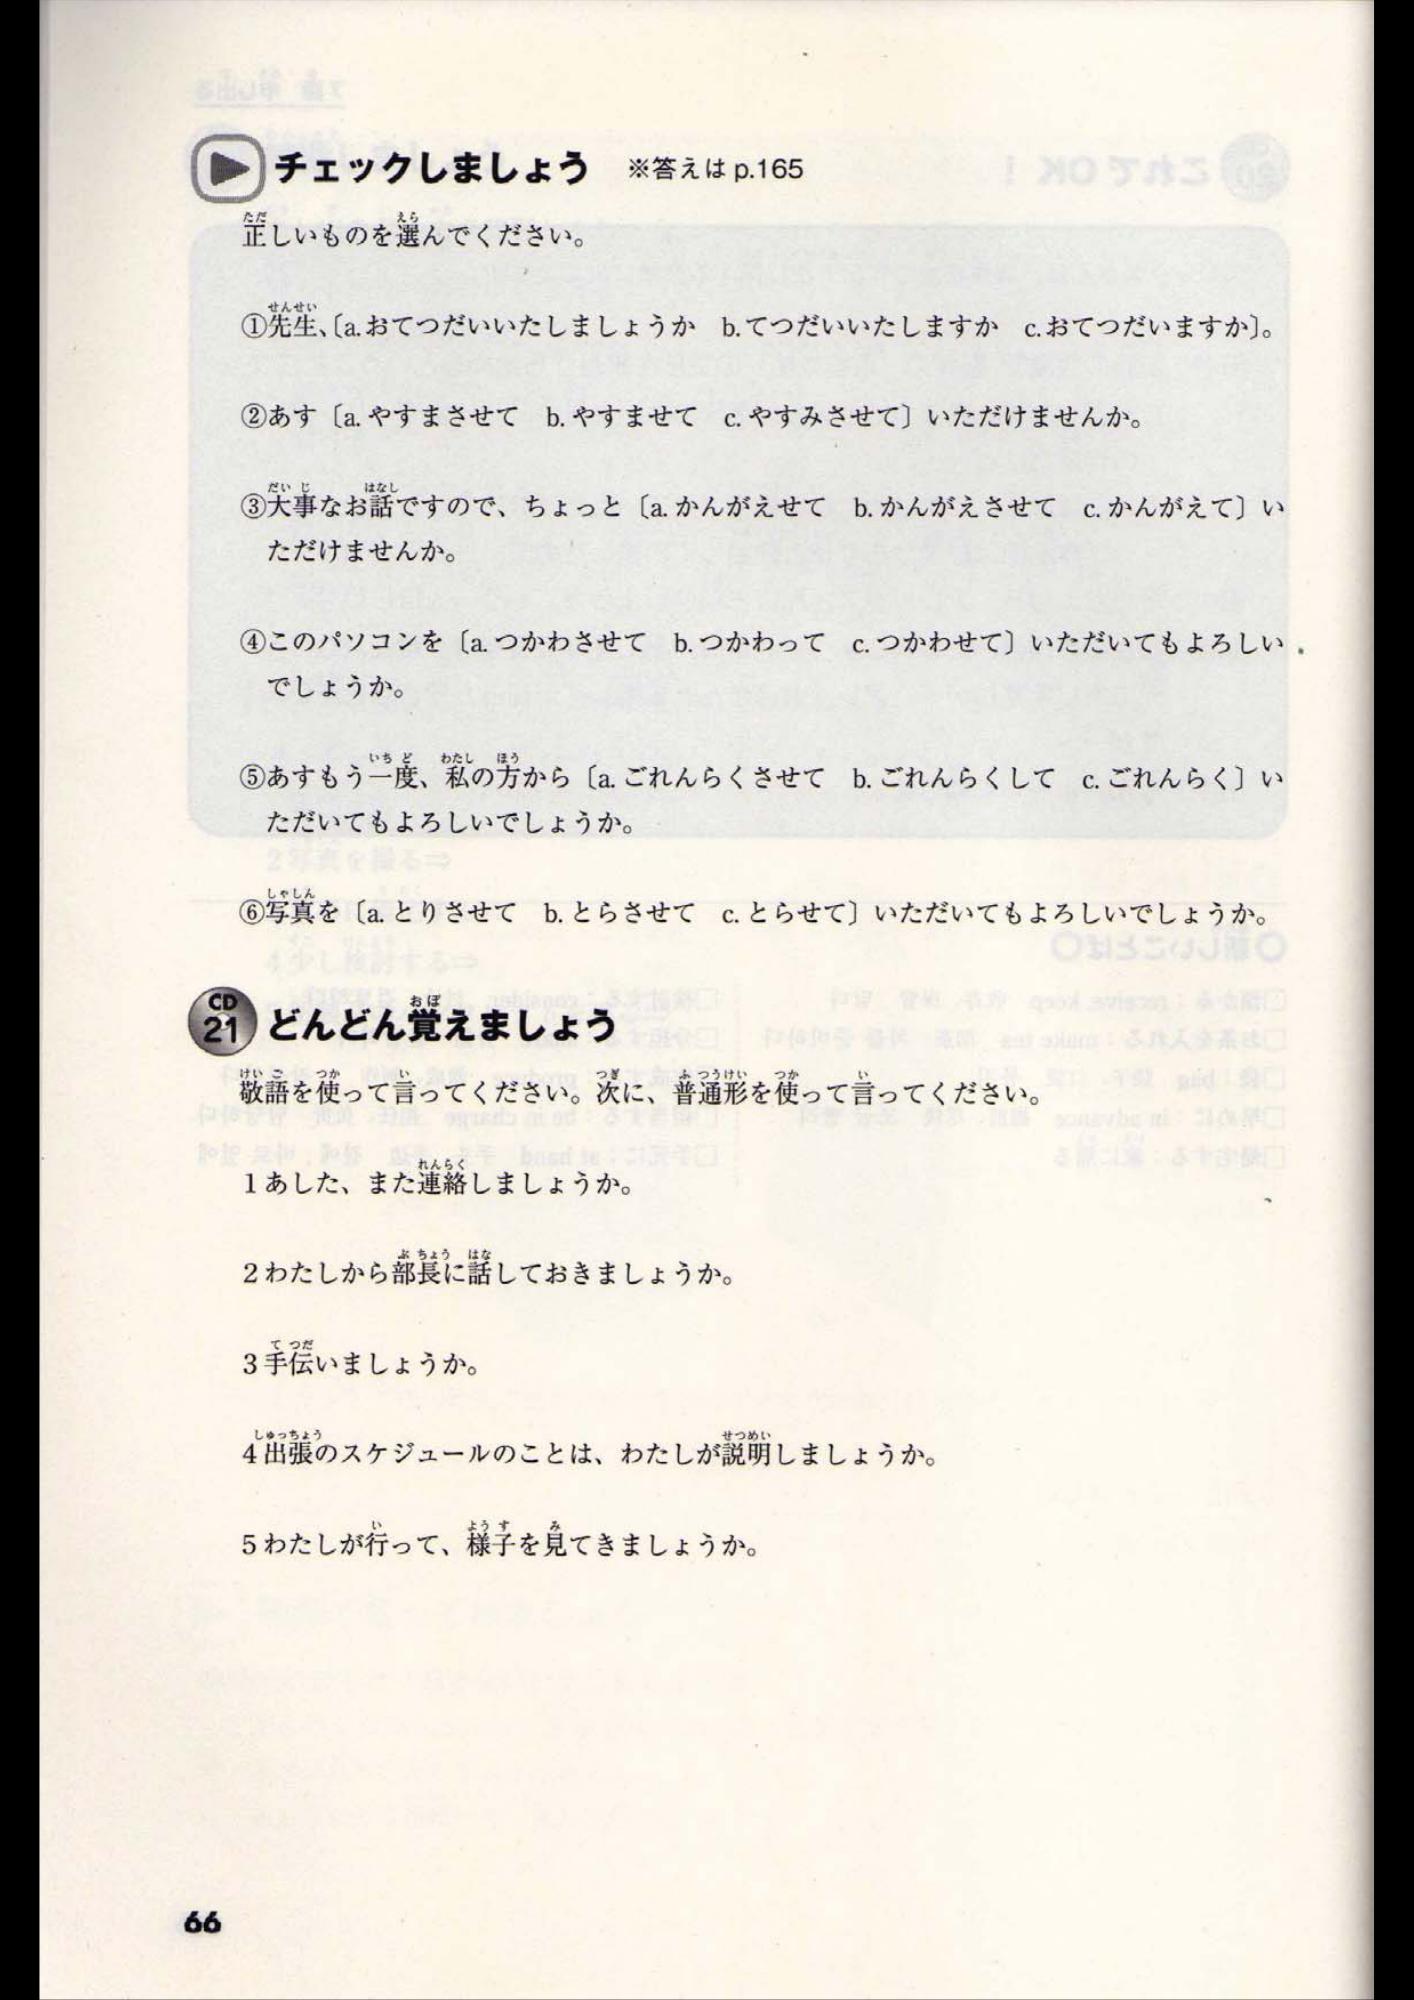 チェックしましょう ※答えは p.165
正しいものを選んでください。
①先生、〔a.おてつだいいたしましょうか b.てつだいいたしますか c.おてつだいますか〕。
②あす〔a.やすまさせて b.やすませて c.やすみさせて〕いただけませんか。
③大事なお話ですので、ちょっと〔a.かんがえせて b.かんがえさせて c.かんがえて〕い
ただけませんか。
④このパソコンを〔a.つかわさせて b.つかわって c.つかわせて〕いただいてもよろしい
でしょうか。
⑤あすもう一度、私の方から〔a.ごれんらくさせて b.ごれんらくして c.ごれんらく〕い
ただいてもよろしいでしょうか。
⑥写真を〔a.とりさせて b.とらさせて c.とらせて〕いただいてもよろしいでしょうか。
CD 21 どんどん覚えましょう
敬語を使って言ってください。次に、普通形を使って言ってください。
1あした、また連絡しましょうか。
2わたしから部長に話しておきましょうか。
3手伝いましょうか。
4出張のスケジュールのことは、わたしが説明しましょうか。
5わたしが行って、様子を見てきましょうか。
66